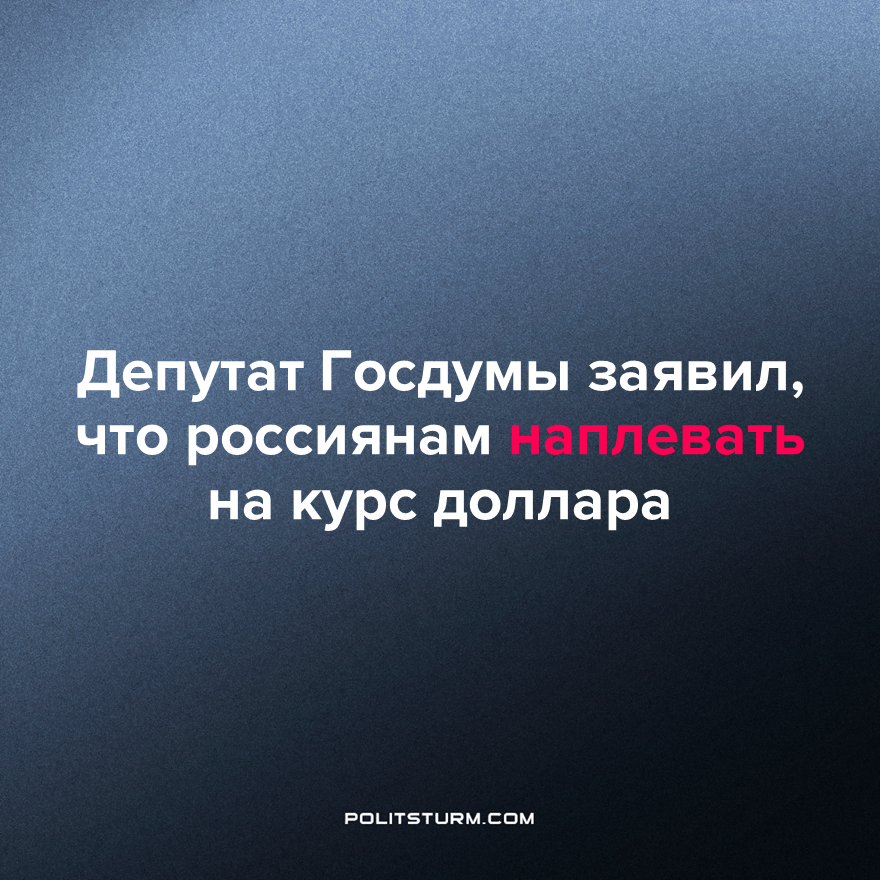 Депутат Госдумы заявил,
что россиянам наплевать
на курс доллара
POLITSTURM.COM